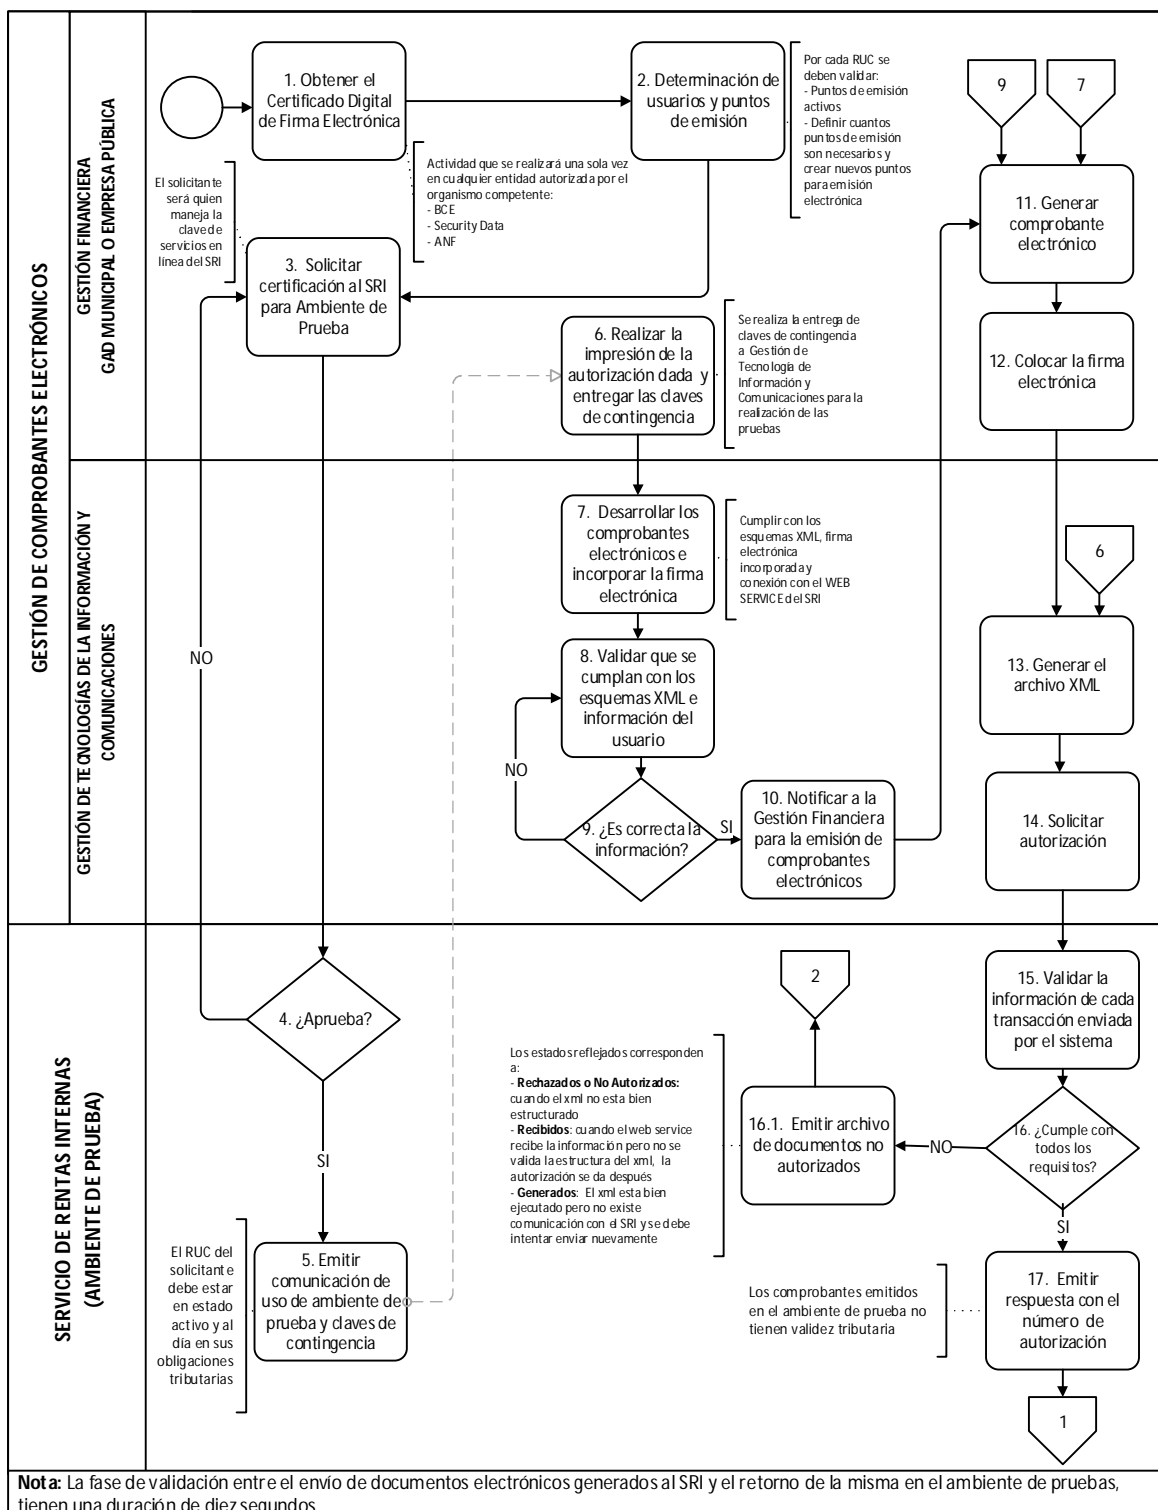 GESTIÓN DE COMPROBANTES ELECTRÓNICOS
GESTIÓN FINANCIERA
GAD MUNICIPAL O EMPRESA PÚBLICA
1. Obtener el
Certificado Digital
de Firma Electrónica
Actividad que se realizará una sola vez
en cualquier entidad autorizada por el
organismo competente:
- BCE
- Security Data
- ANF
2. Determinación de
usuarios y puntos
de emisión
Por cada RUC se
deben validar:
- Puntos de emisión
activos
- Definir cuantos
puntos de emisión
son necesarios y
crear nuevos puntos
para emisión
electrónica
El solicitante
será quien
maneja la
clave de
servicios en
línea del SRI
3. Solicitar
certificación al SRI
para Ambiente de
Prueba
6. Realizar la
impresión de la
autorización dada y
entregar las claves
de contingencia
Se realiza la entrega de
claves de contingencia
a Gestión de
Tecnología de
Información y
Comunicaciones para la
realización de las
pruebas
9
7
11. Generar
comprobante
electrónico
12. Colocar la firma
electrónica
GESTIÓN DE TECNOLOGÍAS DE LA INFORMACIÓN Y
COMUNICACIONES
NO
7. Desarrollar los
comprobantes
electrónicos e
incorporar la firma
electrónica
Cumplir con los
esquemas XML, firma
electrónica
incorporada y
conexión con el WEB
SERVICE del SRI
8. Validar que se
cumplan con los
esquemas XML e
información del
usuario
NO
9. ¿Es correcta la
información?
SI
10. Notificar a la
Gestión Financiera
para la emisión de
comprobantes
electrónicos
6
13. Generar el
archivo XML
14. Solicitar
autorización
SERVICIO DE RENTAS INTERNAS
(AMBIENTE DE PRUEBA)
4. ¿Aprueba?
SI
El RUC del
solicitante
debe estar
en estado
activo y al
día en sus
obligaciones
tributarias
5. Emitir
comunicación de
uso de ambiente de
prueba y claves de
contingencia
Los estados reflejados corresponden
a:
- Rechazados o No Autorizados:
cuando el xml no esta bien
estructurado
- Recibidos: cuando el web service
recibe la información pero no se
valida la estructura del xml, la
autorización se da después
- Generados: El xml esta bien
ejecutado pero no existe
comunicación con el SRI y se debe
intentar enviar nuevamente
2
16.1. Emitir archivo
de documentos no
autorizados
NO
15. Validar la
información de cada
transacción enviada
por el sistema
16. ¿Cumple con
todos los
requisitos?
SI
Los comprobantes emitidos
en el ambiente de prueba no
tienen validez tributaria
17. Emitir
respuesta con el
número de
autorización
1
Nota: La fase de validación entre el envío de documentos electrónicos generados al SRI y el retorno de la misma en el ambiente de pruebas,
tienen una duración de diez segundos